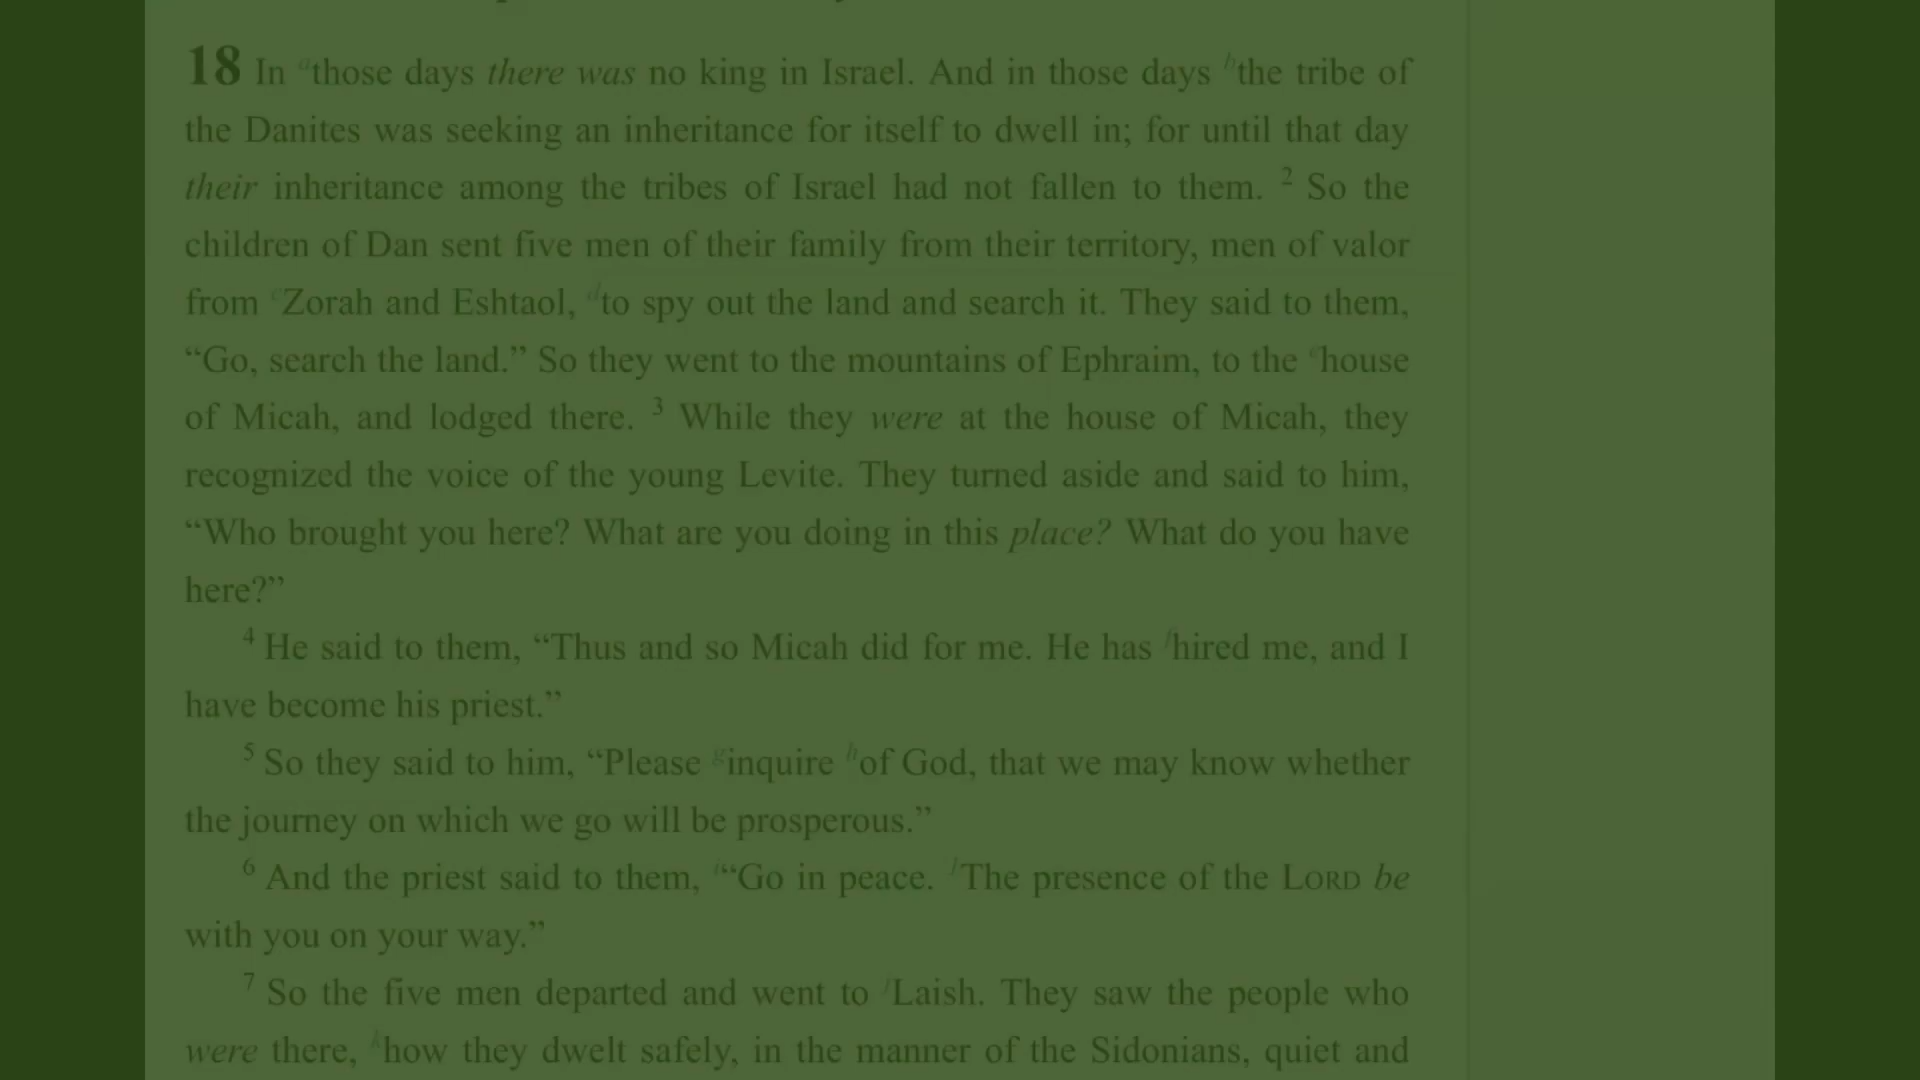 18 In ᵃthose days there was no king in Israel. And in those days ᵇthe tribe of
the Danites was seeking an inheritance for itself to dwell in; for until that day
their inheritance among the tribes of Israel had not fallen to them. ² So the
children of Dan sent five men of their family from their territory, men of valor
from ᶜZorah and Eshtaol, ᵈto spy out the land and search it. They said to them,
“Go, search the land.” So they went to the mountains of Ephraim, to the ᵉhouse
of Micah, and lodged there. ³ While they were at the house of Micah, they
recognized the voice of the young Levite. They turned aside and said to him,
“Who brought you here? What are you doing in this place? What do you have
here?”
⁴ He said to them, “Thus and so Micah did for me. He has ᶠhired me, and I
have become his priest.”
⁵ So they said to him, “Please ᵍinquire ʰof God, that we may know whether
the journey on which we go will be prosperous.”
⁶ And the priest said to them, ⁱ“Go in peace. The presence of the LORD be
with you on your way.”
⁷ So the five men departed and went to Laish. They saw the people who
were there, ᵏhow they dwelt safely, in the manner of the Sidonians, quiet and